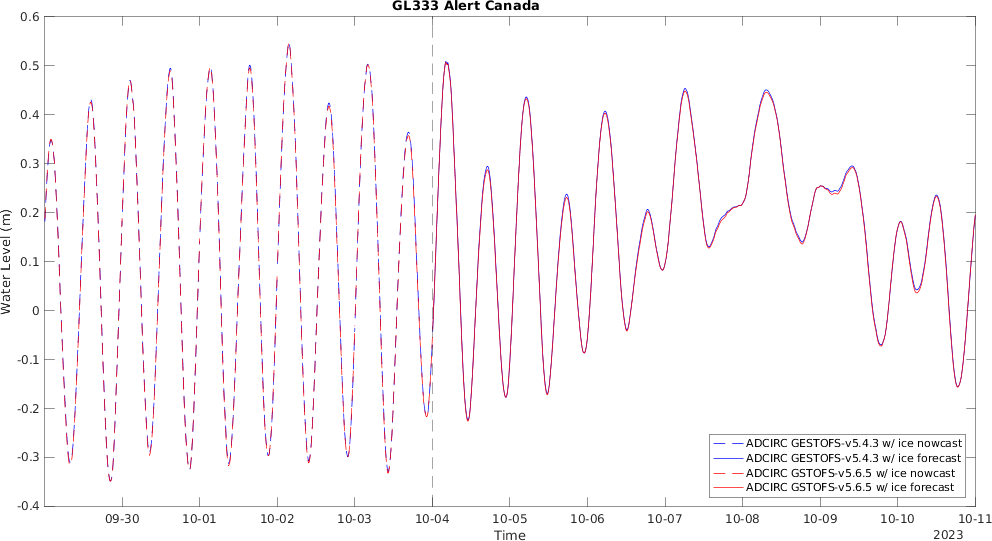 GL333 Alert Canada
0.6
0.5
0.4
0.3
0.2
0.1
0
-0.1
-0.2
-0.3
-0.4
Water Level (m)
ADCIRC GESTOFS-v5.4.3 w/ ice nowcast
ADCIRC GESTOFS-v5.4.3 w/ ice forecast
ADCIRC GSTOFS-v5.6.5 w/ ice nowcast
ADCIRC GSTOFS-v5.6.5 w/ ice forecast
09-30 10-01 10-02 10-03 10-04 10-05 10-06 10-07 10-08 10-09 10-10 10-11
Time
2023